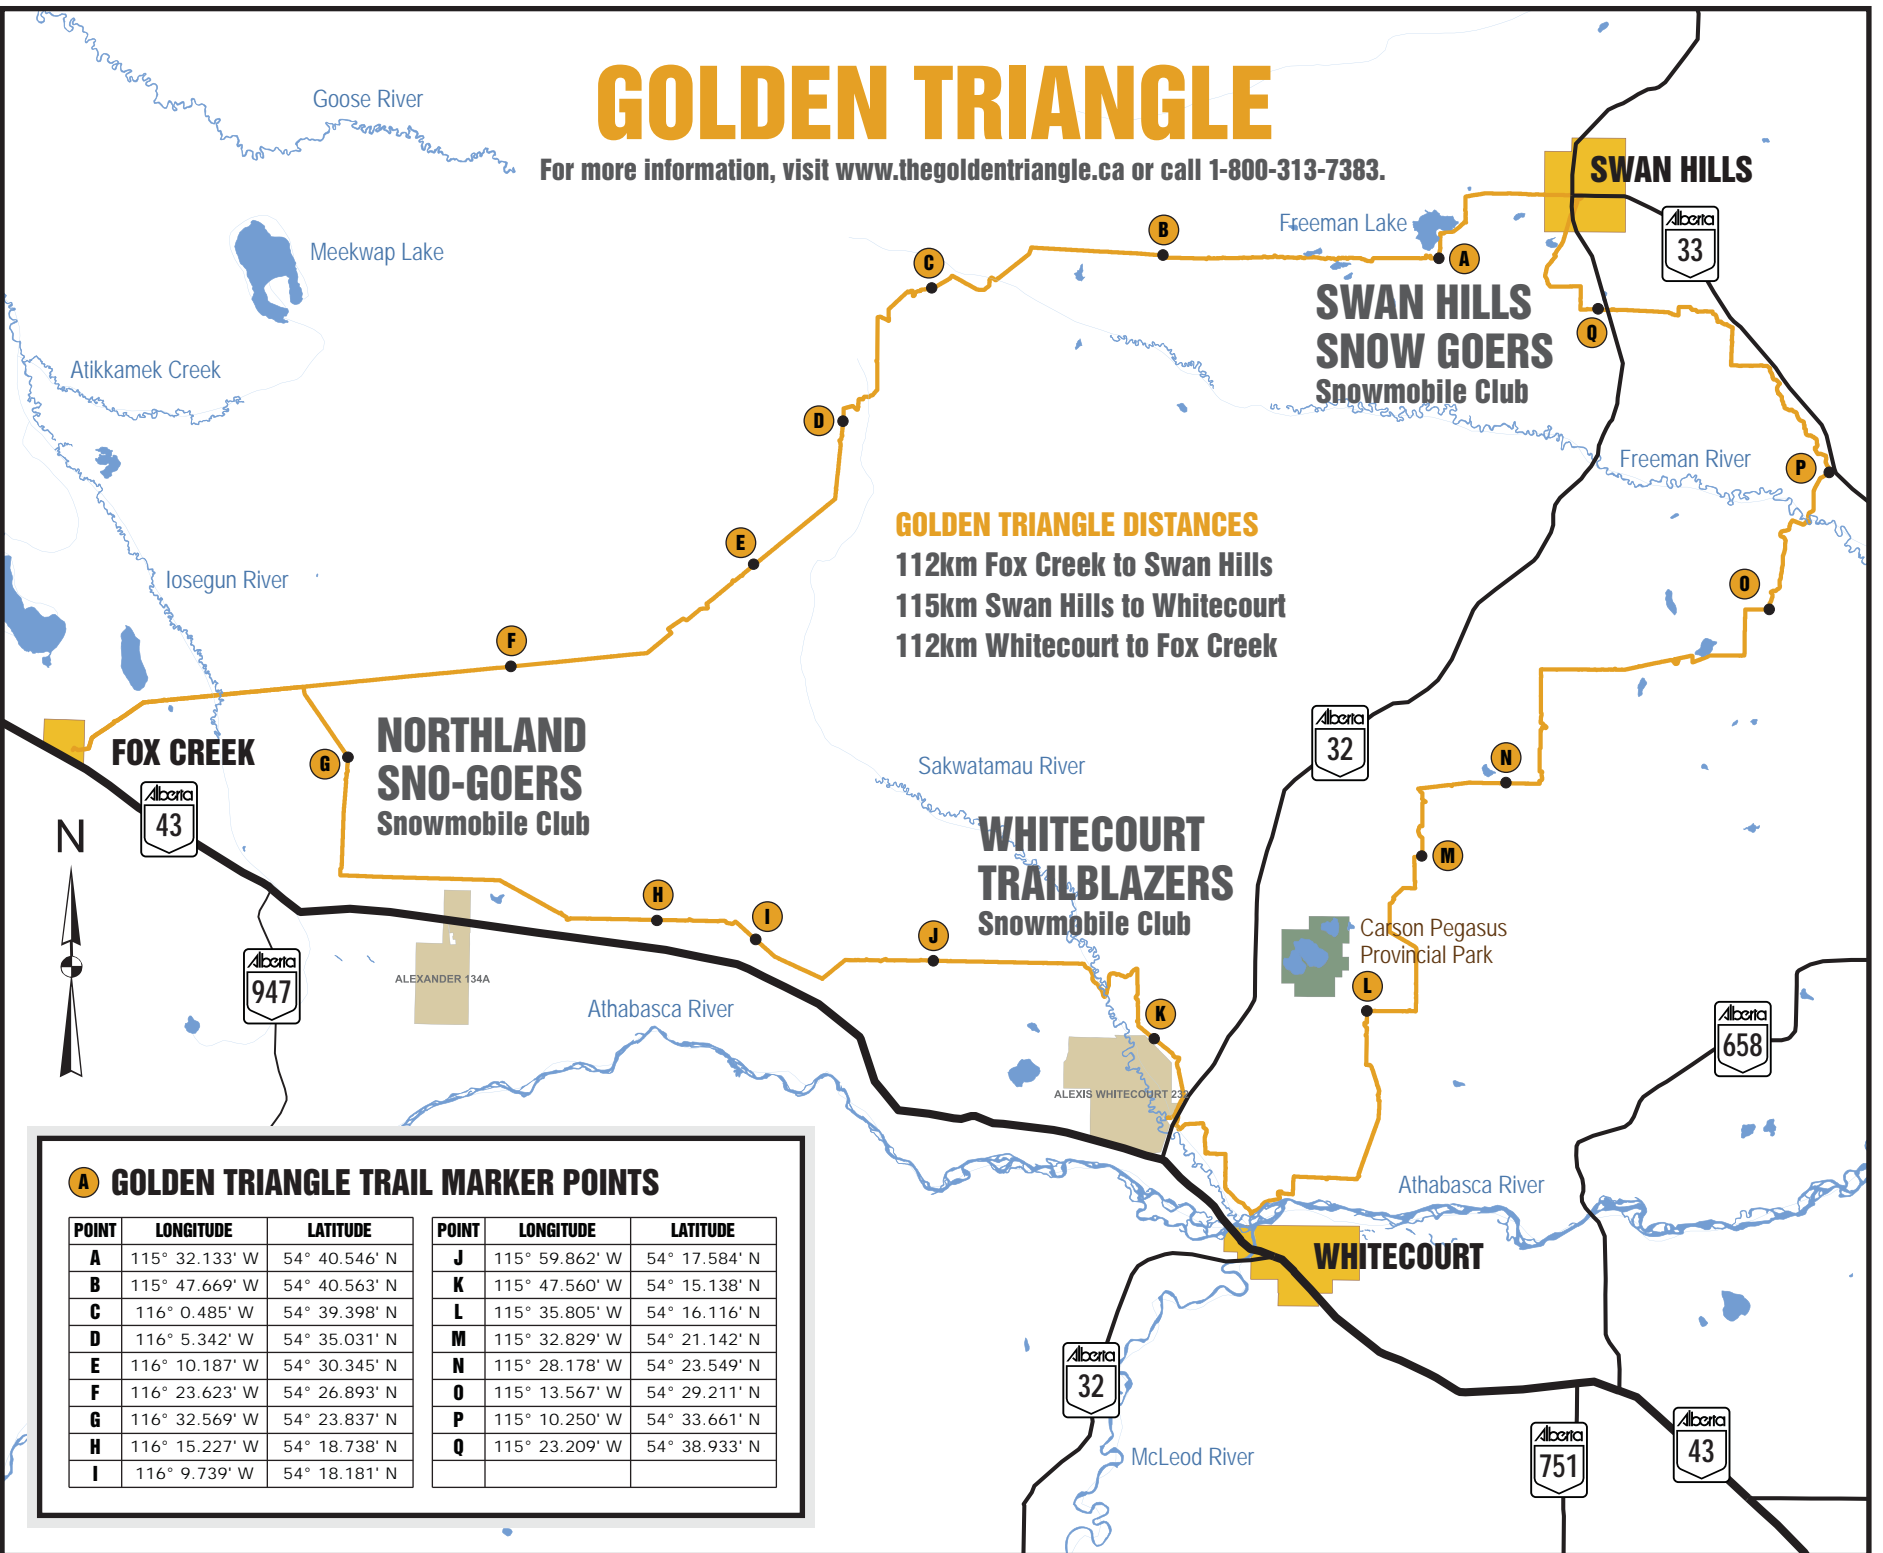 GOLDEN TRIANGLE
For more information, visit www.thegoldentriangle.ca or call 1-800-313-7383.
Goose River
Meekwap Lake
Atikkamek Creek
Iosegun River
SWAN HILLS
Alberta
33
Freeman Lake
A
B
C
D
E
F
G
H
I
J
K
L
M
N
O
P
Q
SWAN HILLS
SNOW GOERS
Snowmobile Club
Freeman River
GOLDEN TRIANGLE DISTANCES
112km Fox Creek to Swan Hills
115km Swan Hills to Whitecourt
112km Whitecourt to Fox Creek
FOX CREEK
Alberta
43
N
NORTHLAND
SNO-GOERS
Snowmobile Club
Alberta
32
Sakwatamau River
WHITECOURT
TRAILBLAZERS
Snowmobile Club
Carson Pegasus
Provincial Park
Alberta
947
ALEXANDER 134A
Athabasca River
ALEXIS WHITECOURT 232
Alberta
658
Athabasca River
WHITECOURT
Alberta
32
McLeod River
Alberta
751
Alberta
43
A GOLDEN TRIANGLE TRAIL MARKER POINTS
POINT LONGITUDE LATITUDE
A 115° 32.133' W 54° 40.546' N
B 115° 47.669' W 54° 40.563' N
C 116° 0.485' W 54° 39.398' N
D 116° 5.342' W 54° 35.031' N
E 116° 10.187' W 54° 30.345' N
F 116° 23.623' W 54° 26.893' N
G 116° 32.569' W 54° 23.837' N
H 116° 15.227' W 54° 18.738' N
I 116° 9.739' W 54° 18.181' N
POINT LONGITUDE LATITUDE
J 115° 59.862' W 54° 17.584' N
K 115° 47.560' W 54° 15.138' N
L 115° 35.805' W 54° 16.116' N
M 115° 32.829' W 54° 21.142' N
N 115° 28.178' W 54° 23.549' N
O 115° 13.567' W 54° 29.211' N
P 115° 10.250' W 54° 33.661' N
Q 115° 23.209' W 54° 38.933' N